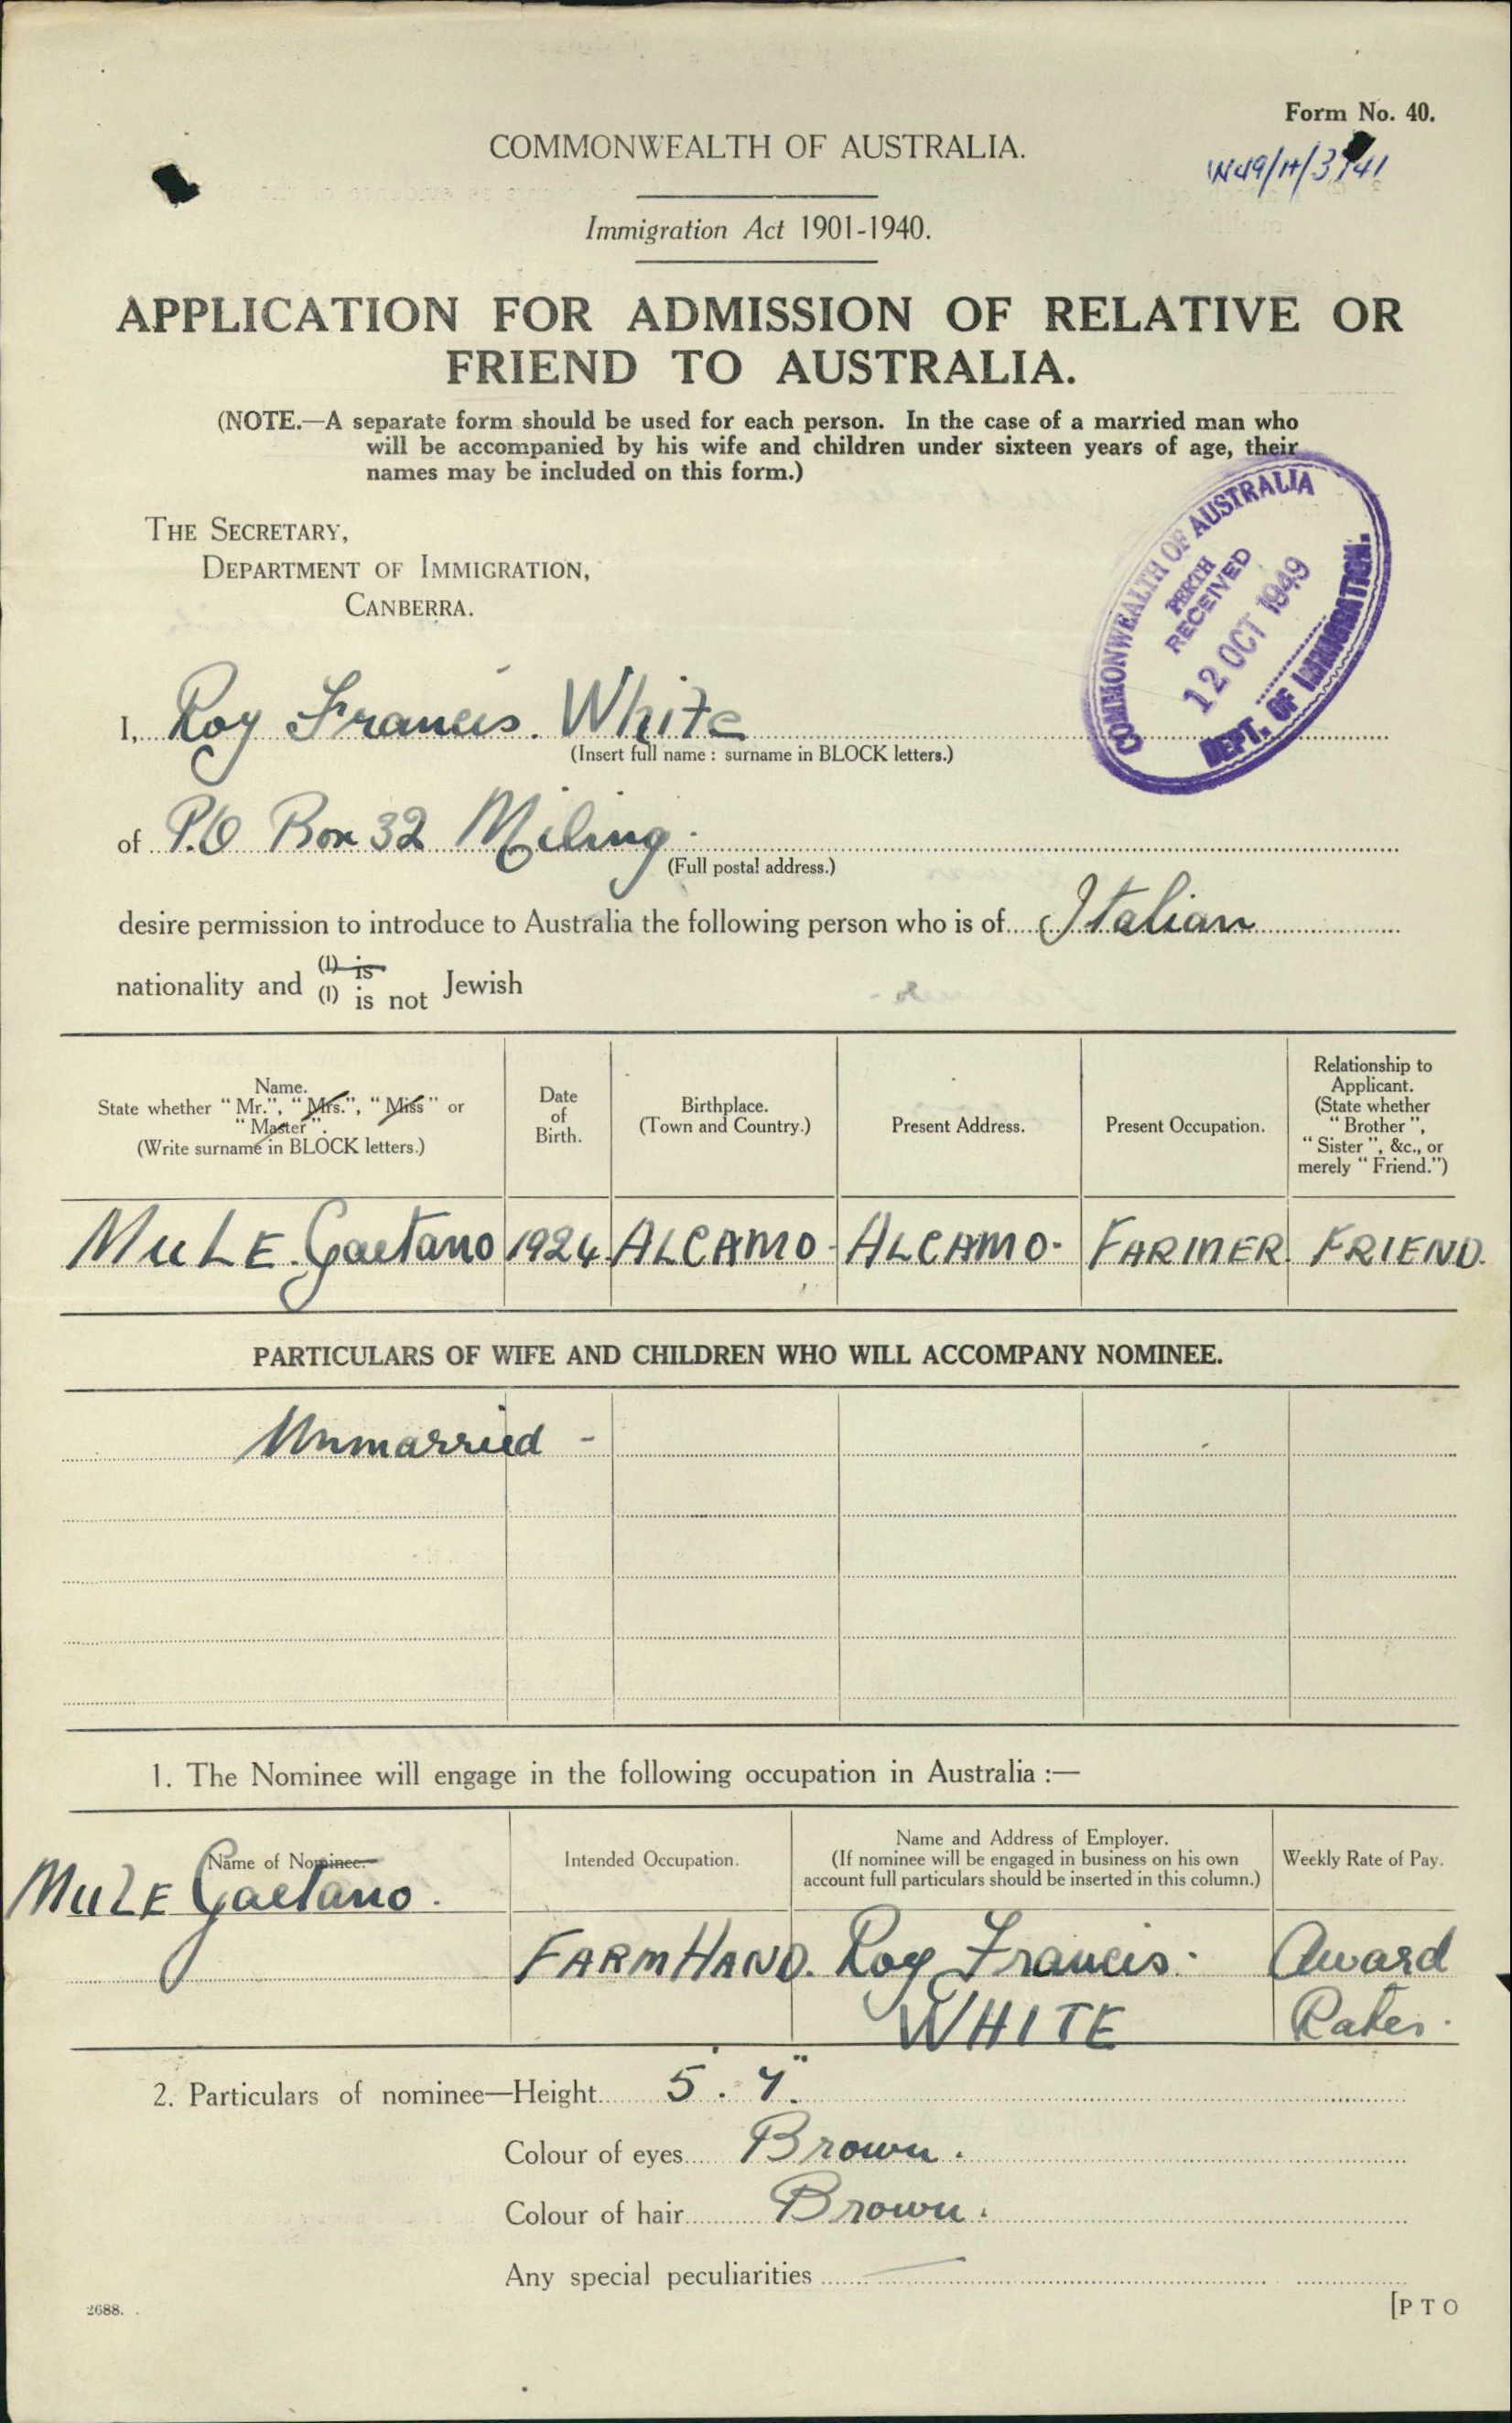 Form No. 40.
W49/H/3741
COMMONWEALTH OF AUSTRALIA.
Immigration Act 1901-1940.
APPLICATION FOR ADMISSION OF RELATIVE OR
FRIEND TO AUSTRALIA.
(NOTE.—A separate form should be used for each person. In the case of a married man who
will be accompanied by his wife and children under sixteen years of age, their
names may be included on this form.)
THE SECRETARY,
DEPARTMENT OF IMMIGRATION,
CANBERRA.
COMMONWEALTH OF AUSTRALIA
PERTH
RECEIVED
12 OCT 1949
DEPT. OF IMMIGRATION.
I, Roy Francis. White
(Insert full name : surname in BLOCK letters.)
of P.O Box 32 Miling.
(Full postal address.)
desire permission to introduce to Australia the following person who is of Italian
nationality and (1) is
(1) is not Jewish
Name.
State whether "Mr.", "Mrs.", "Miss" or
"Master".
(Write surname in BLOCK letters.)
Date
of
Birth.
Birthplace.
(Town and Country.)
Present Address.
Present Occupation.
Relationship to
Applicant.
(State whether
"Brother",
"Sister", &c., or
merely "Friend.")
MULE. Gaetano 1924 ALCAMO- ALCAMO- FARMER. FRIEND.
PARTICULARS OF WIFE AND CHILDREN WHO WILL ACCOMPANY NOMINEE.
Unmarried -
1. The Nominee will engage in the following occupation in Australia :—
Name of Nominee.
Intended Occupation.
Name and Address of Employer.
(If nominee will be engaged in business on his own
account full particulars should be inserted in this column.)
Weekly Rate of Pay.
MULE Gaetano.
FARMHAND. Roy Francis. Award
WHITE Rates.
2. Particulars of nominee—Height 5'. 7".
Colour of eyes Brown.
Colour of hair Brown.
Any special peculiarities —
2688.
[P T O